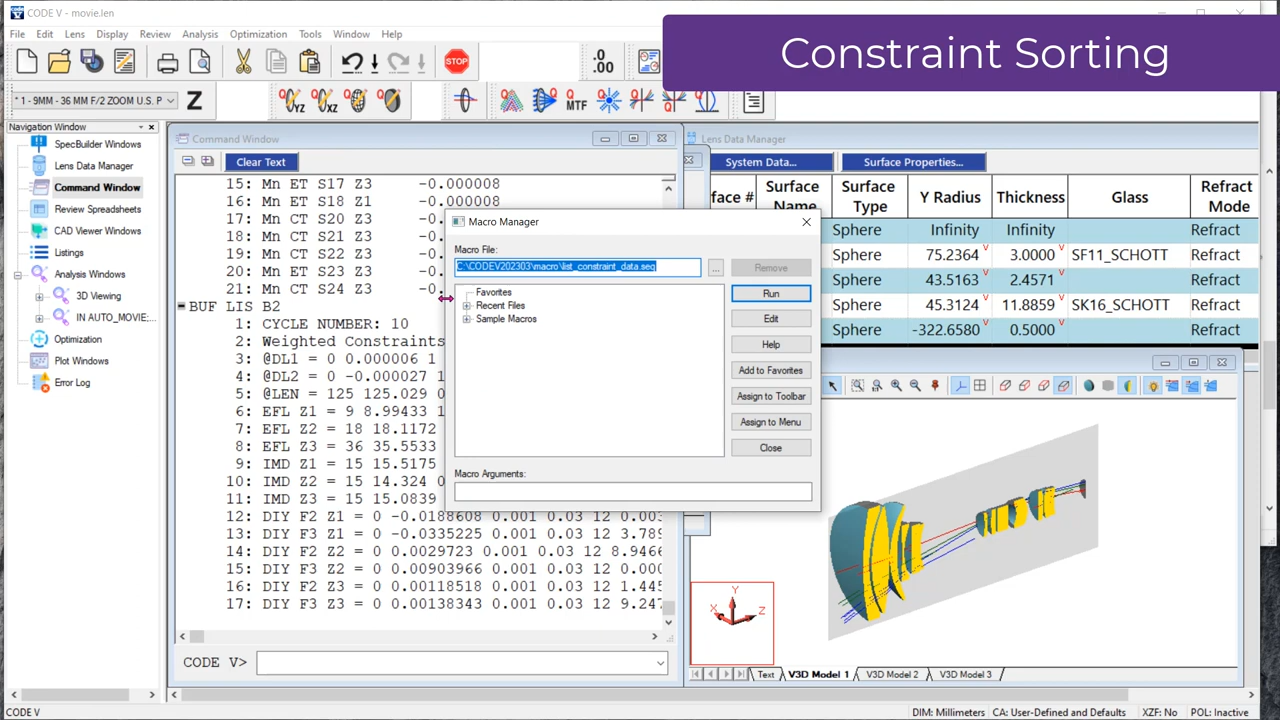 CODE V - movie.len
Constraint Sorting
File Edit Lens Display Review Analysis Optimization Tools Window Help
STOP
.0
.00
* 1 - 9MM - 36 MM F/2 ZOOM U.S. P
Z
YZ XZ
MTF
Navigation Window
SpecBuilder Windows
Lens Data Manager
Command Window
Review Spreadsheets
CAD Viewer Windows
Listings
Analysis Windows
3D Viewing
IN AUTO_MOVIE;...
Optimization
Plot Windows
Error Log
Command Window
Clear Text
15: Mn ET S17 Z3 -0.000008
16: Mn ET S18 Z1 -0.000008
17: Mn CT S20 Z3
18: Mn CT S21 Z3
19: Mn CT S22 Z3
20: Mn CT S23 Z3
21: Mn CT S24 Z3 -0.
BUF LIS B2
1: CYCLE NUMBER: 10
2: Weighted Constraints
3: @DL1 = 0 0.000006 1
4: @DL2 = 0 -0.000027 1
5: @LEN = 125 125.029 0
6: EFL Z1 = 9 8.99433 1
7: EFL Z2 = 18 18.1172
8: EFL Z3 = 36 35.5533
9: IMD Z1 = 15 15.5175
10: IMD Z2 = 15 14.324 0
11: IMD Z3 = 15 15.0839
12: DIY F2 Z1 = 0 -0.0188608 0.001 0.03 12 0.003
13: DIY F3 Z1 = 0 -0.0335225 0.001 0.03 12 3.789
14: DIY F2 Z2 = 0 0.0029723 0.001 0.03 12 8.9466
15: DIY F3 Z2 = 0 0.00903966 0.001 0.03 12 0.000
16: DIY F2 Z3 = 0 0.00118518 0.001 0.03 12 1.445
17: DIY F3 Z3 = 0 0.00138343 0.001 0.03 12 9.247
CODE V>
Macro Manager
Macro File:
C:\CODEV202303\macro\list_constraint_data.seq
...
Remove
Favorites
Recent Files
Sample Macros
Run
Edit
Help
Add to Favorites
Assign to Toolbar
Assign to Menu
Close
Macro Arguments:
Lens Data Manager
System Data... Surface Properties...
face # Surface Name Surface Type Y Radius Thickness Glass Refract Mode
Sphere Infinity Infinity Refract
Sphere 75.2364 V 3.0000 V SF11_SCHOTT Refract
Sphere 43.5163 V 2.4571 V Refract
Sphere 45.3124 V 11.8859 V SK16_SCHOTT Refract
Sphere -322.6580 V 0.5000 V Refract
Y
X Z
Text V3D Model 1 V3D Model 2 V3D Model 3
CODE V
DIM: Millimeters CA: User-Defined and Defaults XZF: No POL: Inactive